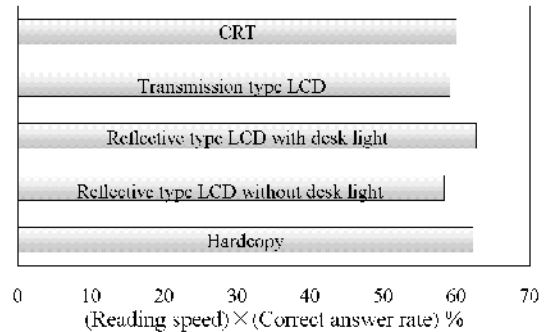 CRT
Transmission type LCD
Reflective type LCD with desk light
Reflective type LCD without desk light
Hardcopy
0 10 20 30 40 50 60 70
(Reading speed)×(Correct answer rate) %